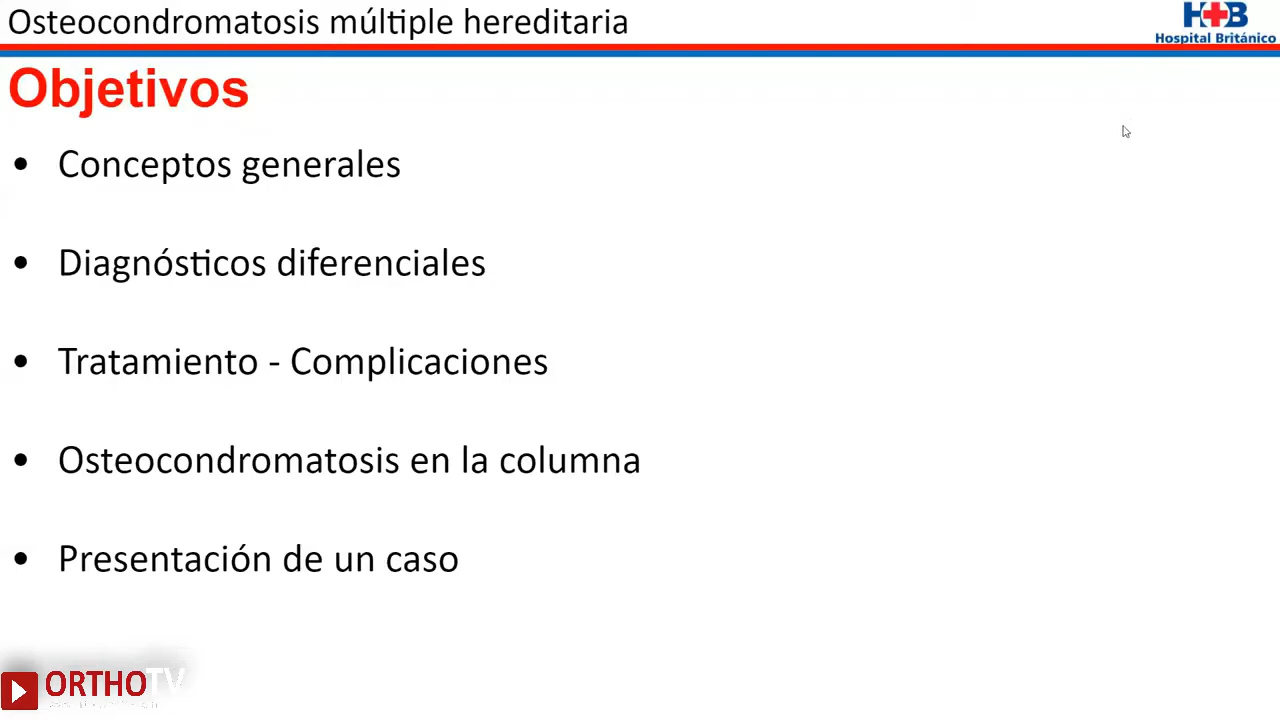 Osteocondromatosis múltiple hereditaria
H+B
Hospital Británico
Objetivos
• Conceptos generales
• Diagnósticos diferenciales
• Tratamiento - Complicaciones
• Osteocondromatosis en la columna
• Presentación de un caso
ORTHOTV